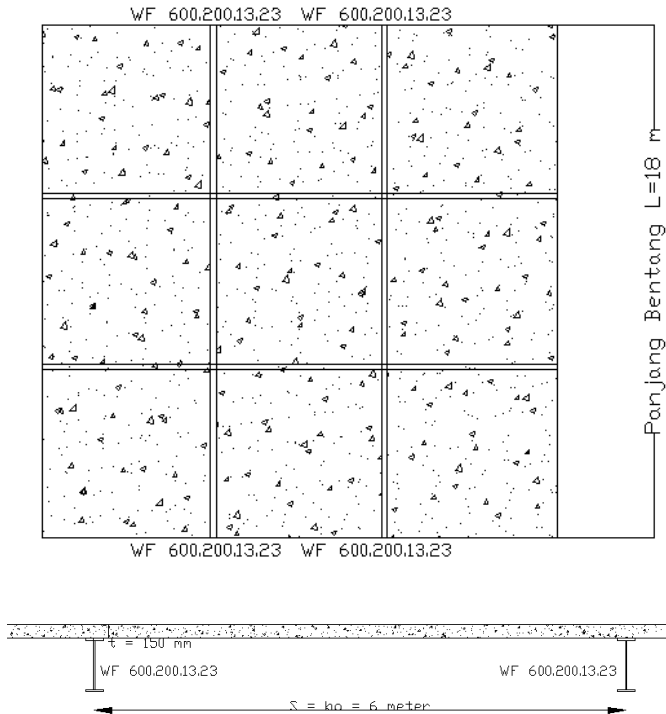 WF 600.200.13.23 WF 600.200.13.23
Panjang Bentang L=18 m
WF 600.200.13.23 WF 600.200.13.23
t = 150 mm
WF 600.200.13.23 WF 600.200.13.23
S = bo = 6 meter